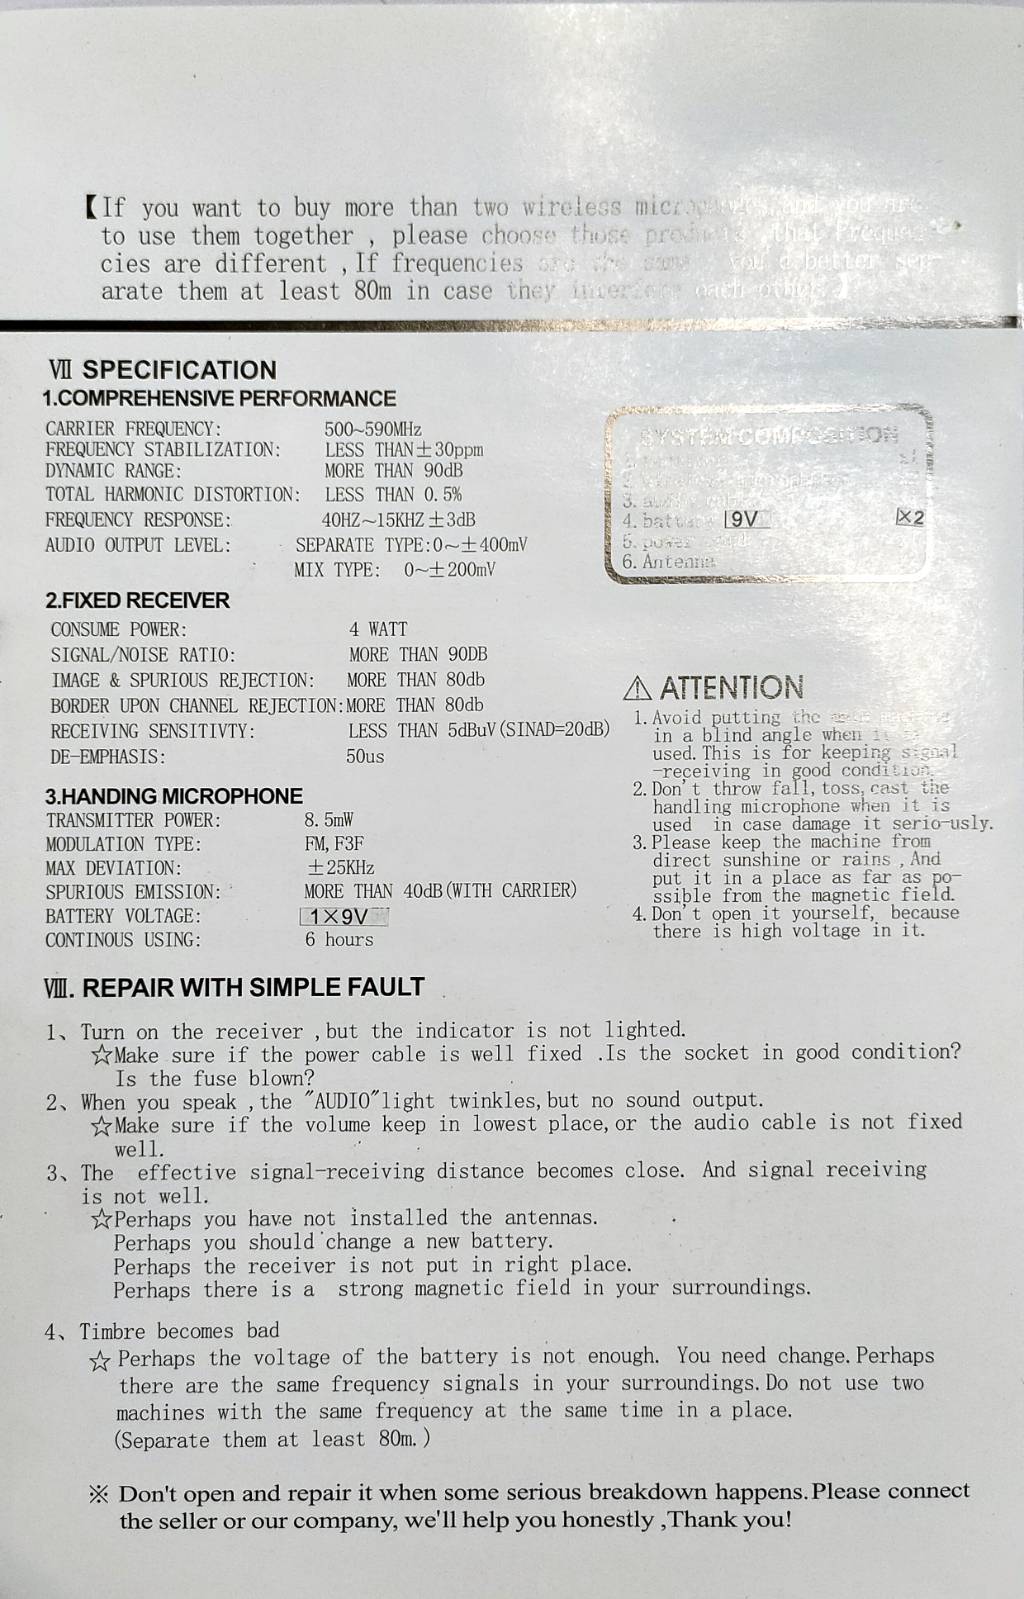 【If you want to buy more than two wireless
to use them together , please choose those
cies are different ,If frequencies are the same
arate them at least 80m in case they interfere each other
Ⅶ SPECIFICATION
1.COMPREHENSIVE PERFORMANCE
CARRIER FREQUENCY: 500~590MHz
FREQUENCY STABILIZATION: LESS THAN±30ppm
DYNAMIC RANGE: MORE THAN 90dB
TOTAL HARMONIC DISTORTION: LESS THAN 0.5%
FREQUENCY RESPONSE: 40HZ~15KHZ±3dB
AUDIO OUTPUT LEVEL: SEPARATE TYPE:0~±400mV
MIX TYPE: 0~±200mV
SYSTEM COMPOSITION
3.
4. 9V ×2
5. power
6. Antenna
2.FIXED RECEIVER
CONSUME POWER: 4 WATT
SIGNAL/NOISE RATIO: MORE THAN 90DB
IMAGE & SPURIOUS REJECTION: MORE THAN 80db
BORDER UPON CHANNEL REJECTION:MORE THAN 80db
RECEIVING SENSITIVTY: LESS THAN 5dBuV(SINAD=20dB)
DE-EMPHASIS: 50us
3.HANDING MICROPHONE
TRANSMITTER POWER: 8.5mW
MODULATION TYPE: FM,F3F
MAX DEVIATION: ±25KHz
SPURIOUS EMISSION: MORE THAN 40dB(WITH CARRIER)
BATTERY VOLTAGE: 1×9V
CONTINOUS USING: 6 hours
⚠ ATTENTION
1.Avoid putting the
in a blind angle when
used.This is for keeping signal
-receiving in good condition.
2.Don't throw fall,toss,cast the
handling microphone when it is
used in case damage it serio-usly.
3.Please keep the machine from
direct sunshine or rains ,And
put it in a place as far as po-
ssible from the magnetic field.
4.Don't open it yourself, because
there is high voltage in it.
Ⅷ. REPAIR WITH SIMPLE FAULT
1、Turn on the receiver ,but the indicator is not lighted.
☆Make sure if the power cable is well fixed .Is the socket in good condition?
Is the fuse blown?
2、When you speak ,the "AUDIO"light twinkles,but no sound output.
☆Make sure if the volume keep in lowest place,or the audio cable is not fixed
well.
3、The effective signal-receiving distance becomes close. And signal receiving
is not well.
☆Perhaps you have not installed the antennas.
Perhaps you should change a new battery.
Perhaps the receiver is not put in right place.
Perhaps there is a strong magnetic field in your surroundings.
4、Timbre becomes bad
☆Perhaps the voltage of the battery is not enough. You need change.Perhaps
there are the same frequency signals in your surroundings.Do not use two
machines with the same frequency at the same time in a place.
(Separate them at least 80m.)
※ Don't open and repair it when some serious breakdown happens.Please connect
the seller or our company, we'll help you honestly ,Thank you!